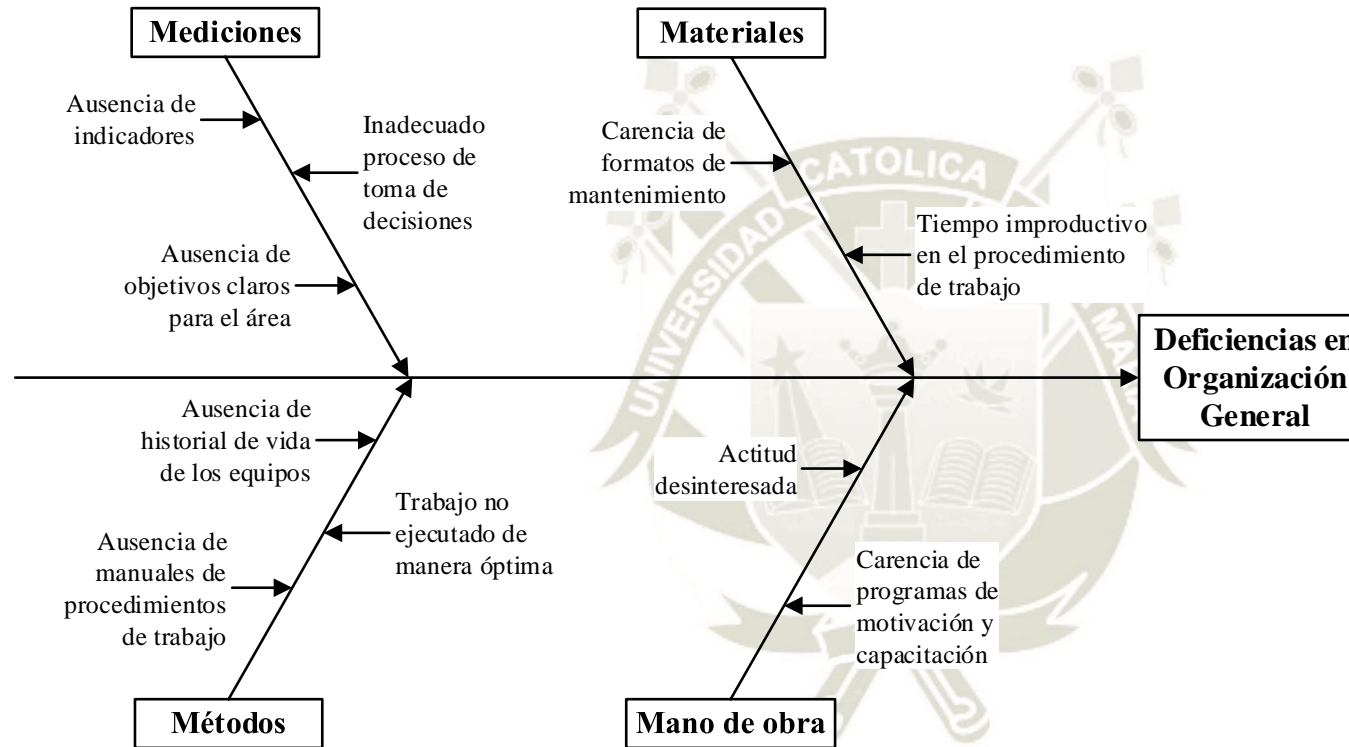 Mediciones
Materiales
Ausencia de
indicadores
Inadecuado
proceso de
toma de
decisiones
Ausencia de
objetivos claros
para el área
Carencia de
formatos de
mantenimiento
Tiempo improductivo
en el procedimiento
de trabajo
Deficiencias en
Organización
General
Ausencia de
historial de vida
de los equipos
Trabajo no
ejecutado de
manera óptima
Ausencia de
manuales de
procedimientos
de trabajo
Actitud
desinteresada
Carencia de
programas de
motivación y
capacitación
Métodos
Mano de obra
UNIVERSIDAD CATOLICA